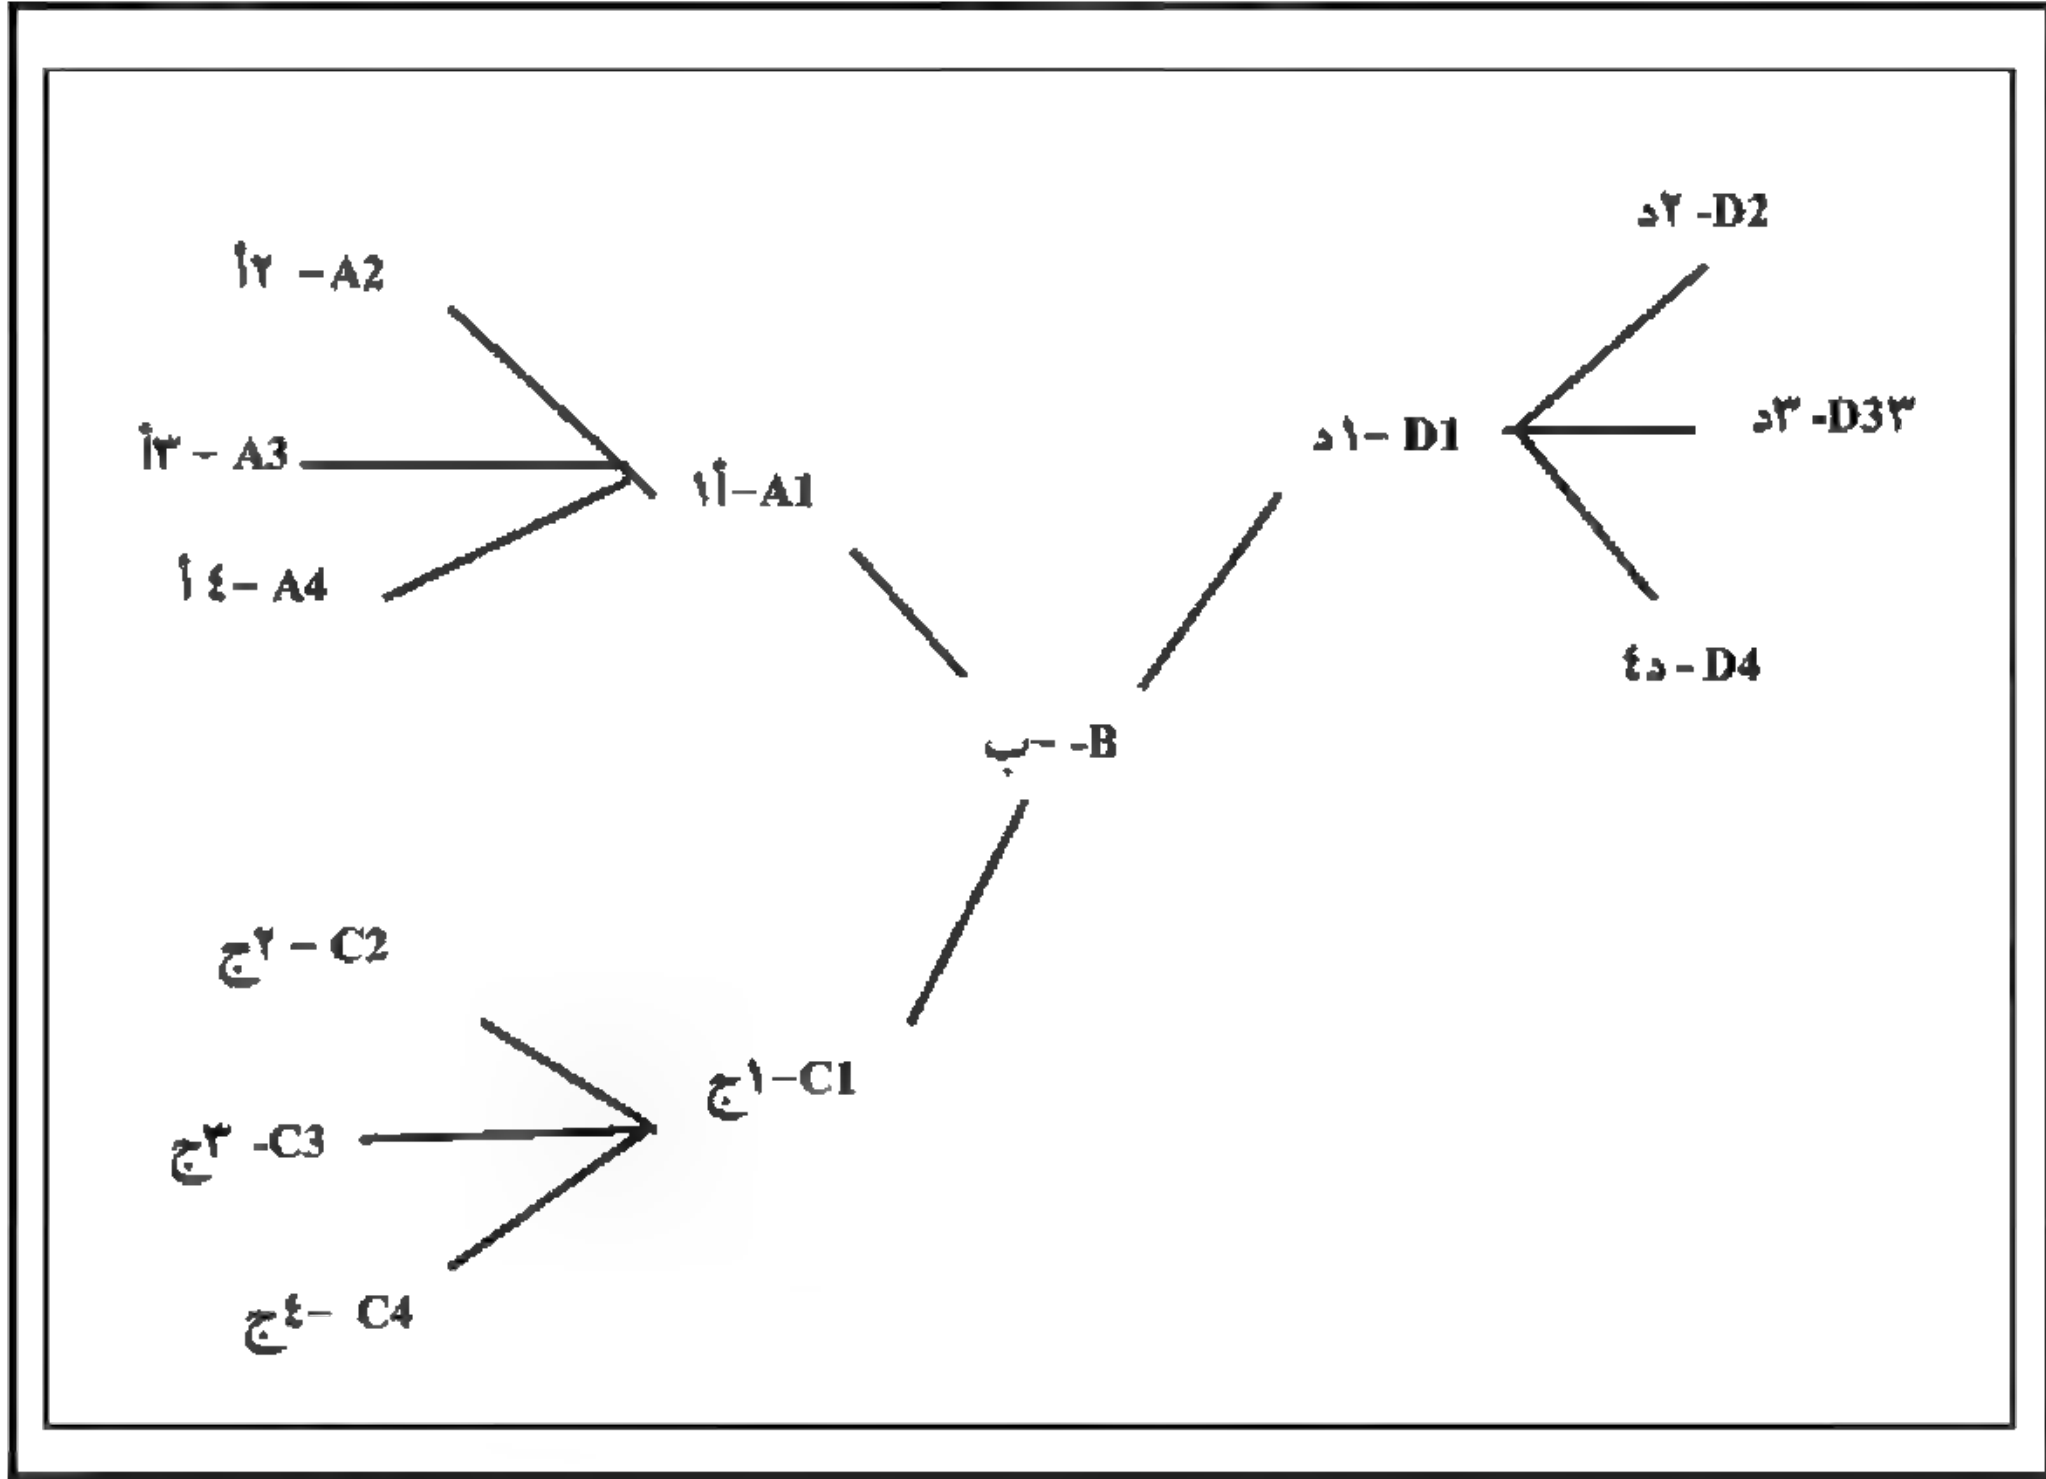 د٢ -D2
أ٢ – A2
د٣ -D3٣
د١ – D1
أ٣ – A3
أ١ – A1
أ٤ – A4
د٤ – D4
ب – -B
ج٢ – C2
ج١ – C1
ج٣ -C3
ج٤ – C4